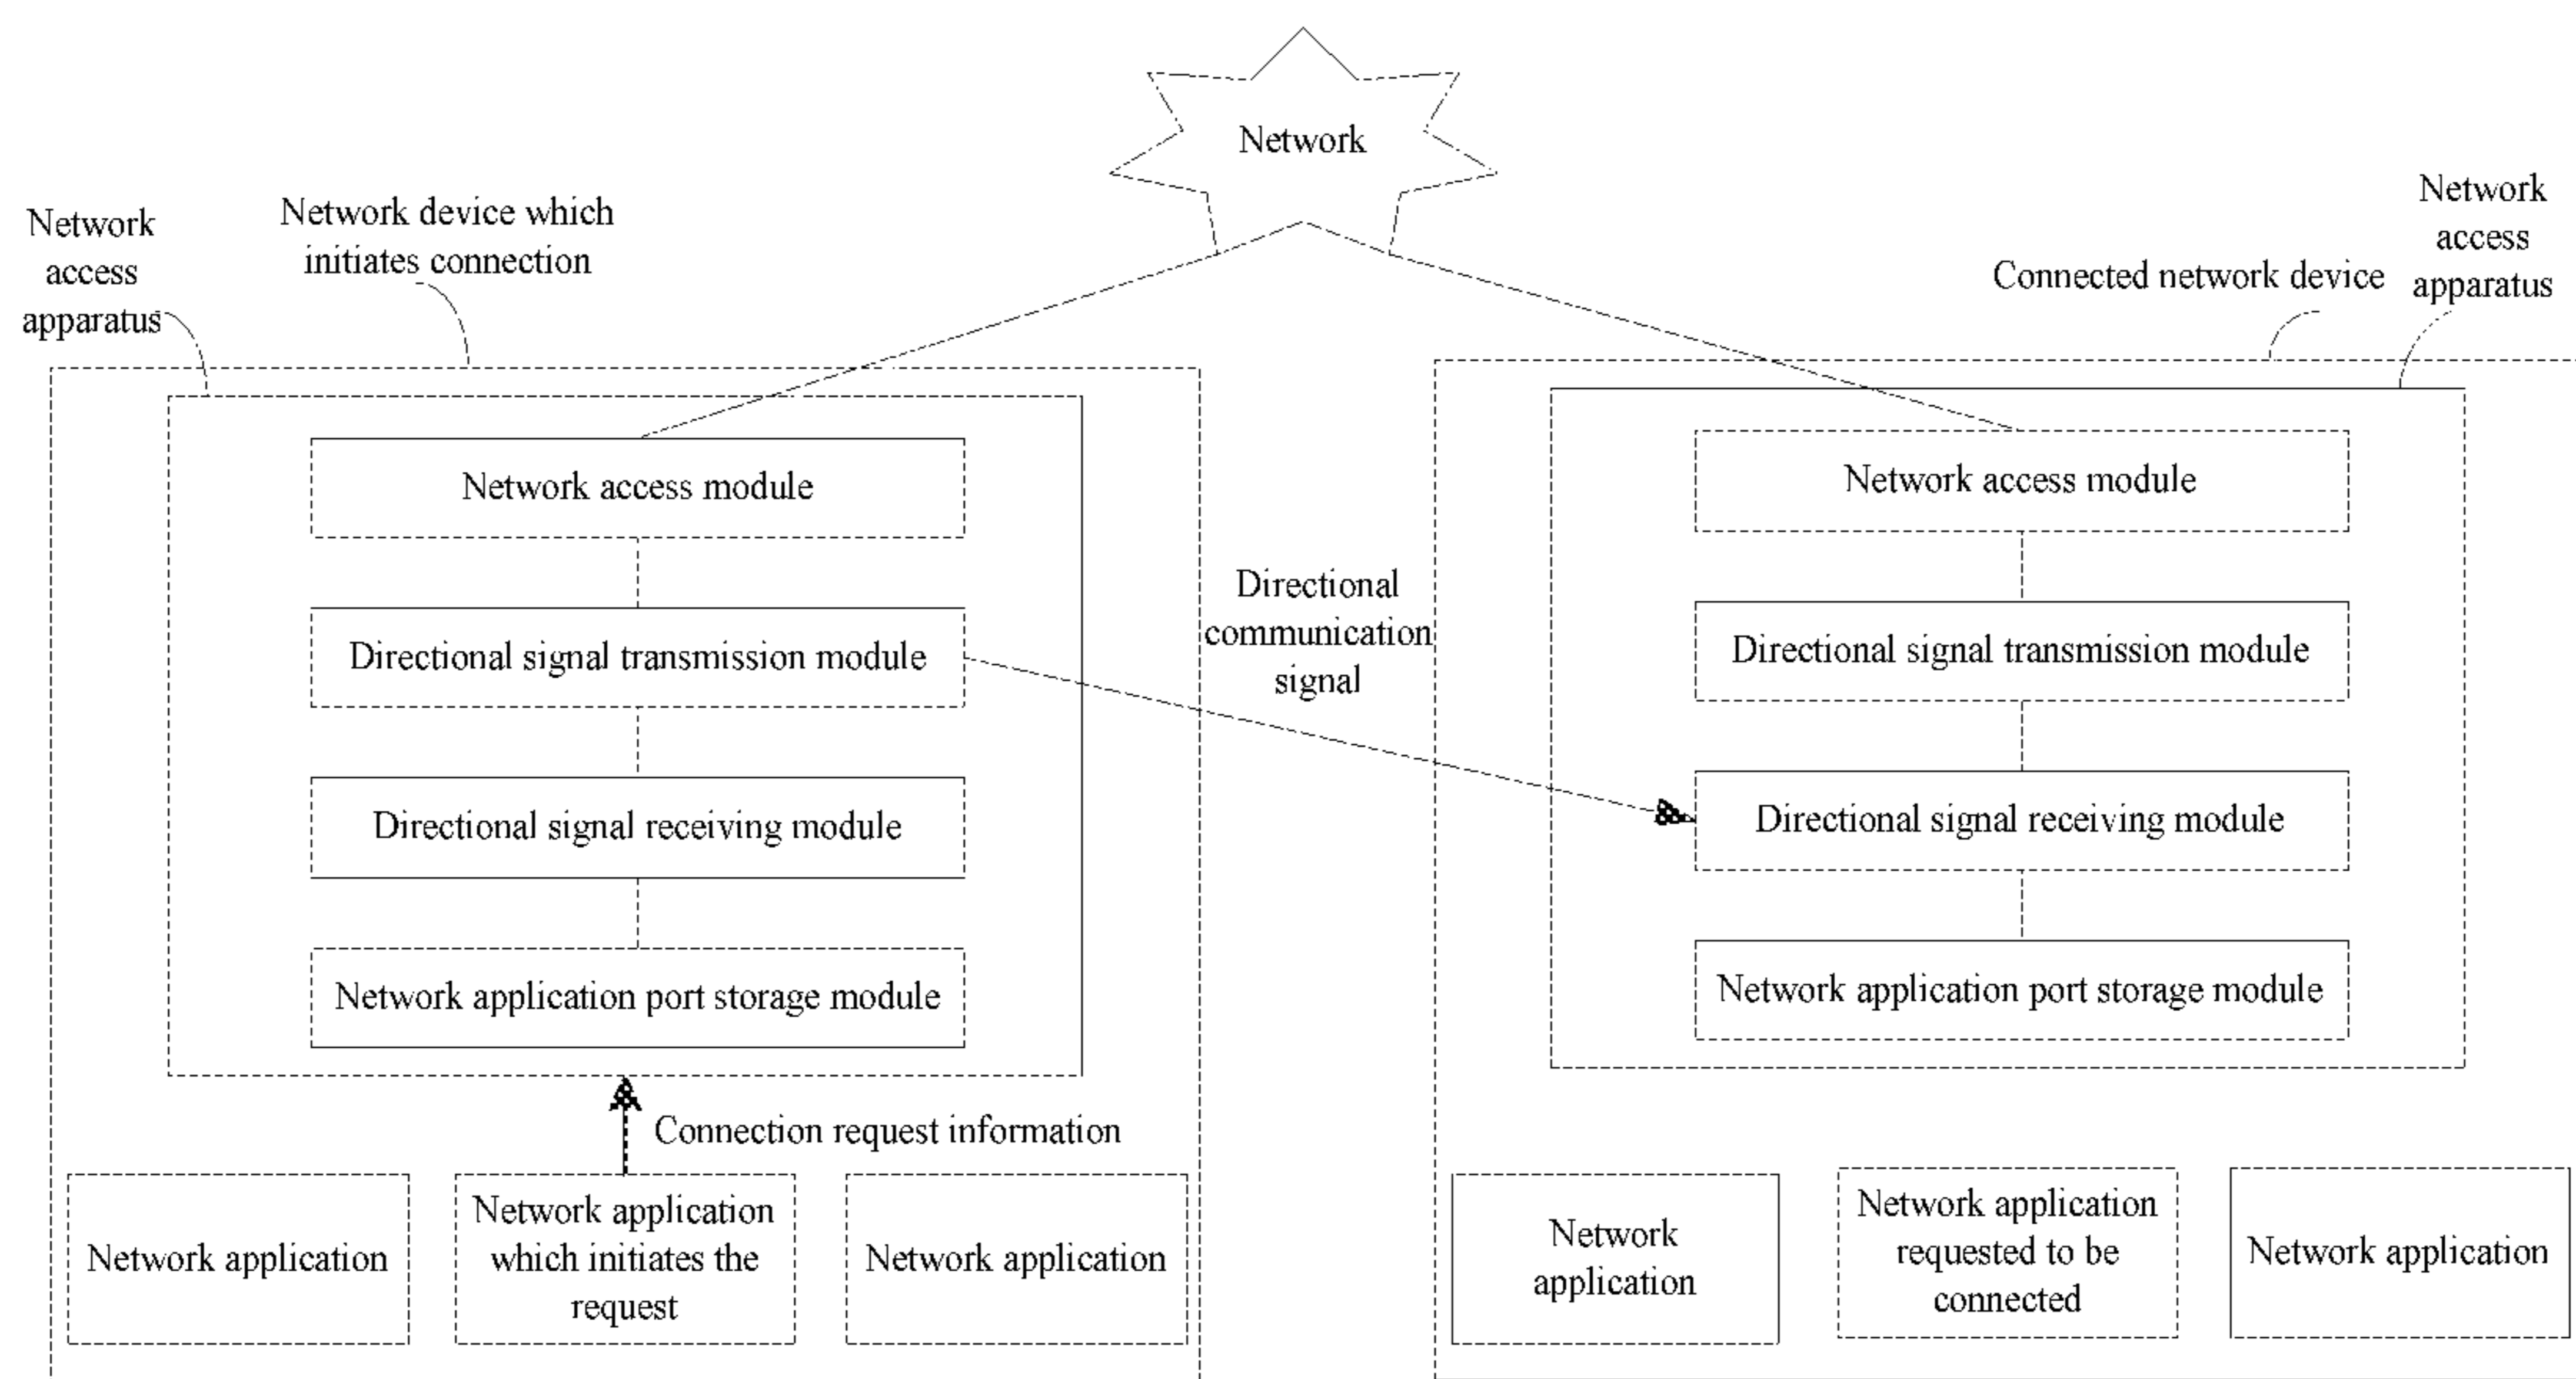 Network
Network
access
apparatus
Network device which
initiates connection
Connected network device
Network
access
apparatus
Network access module
Directional signal transmission module
Directional signal receiving module
Network application port storage module
Directional
communication
signal
Network access module
Directional signal transmission module
Directional signal receiving module
Network application port storage module
Connection request information
Network application
Network application
which initiates the
request
Network application
Network
application
Network application
requested to be
connected
Network application